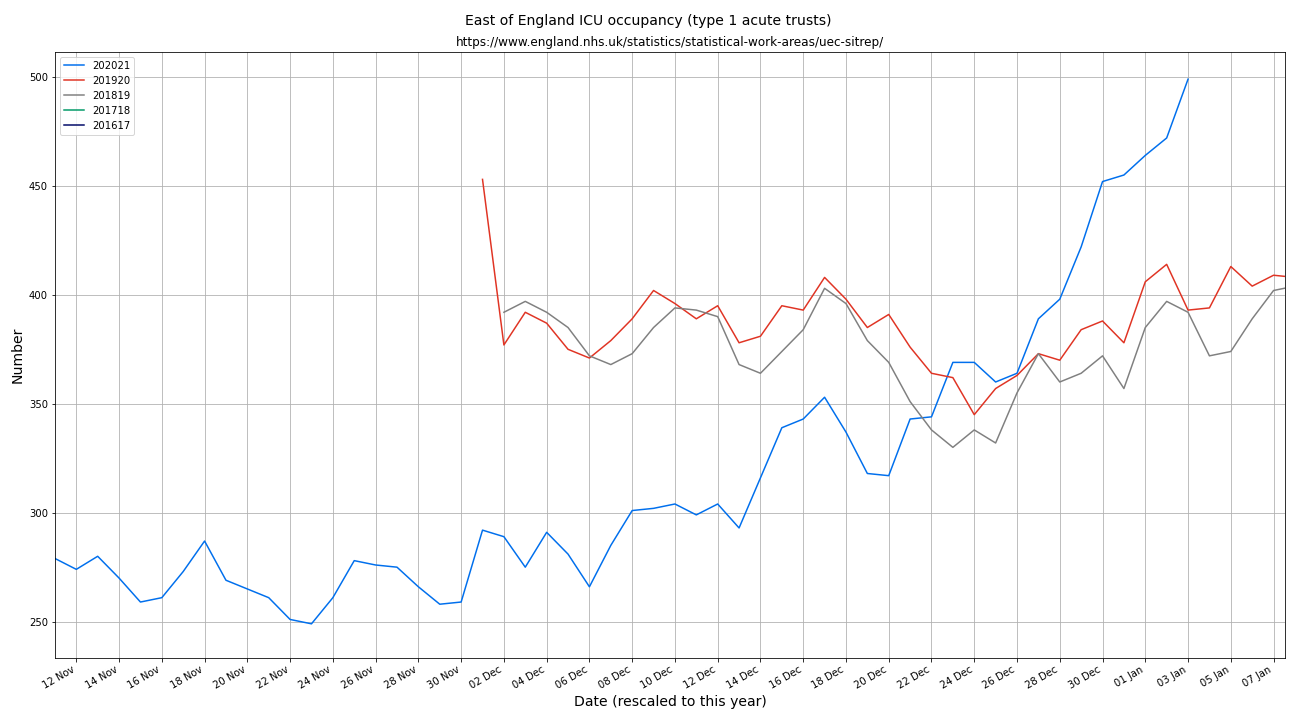 East of England ICU occupancy (type 1 acute trusts)
https://www.england.nhs.uk/statistics/statistical-work-areas/uec-sitrep/
202021
201920
201819
201718
201617
500
450
400
350
300
250
Number
12 Nov
14 Nov
16 Nov
18 Nov
20 Nov
22 Nov
24 Nov
26 Nov
28 Nov
30 Nov
02 Dec
04 Dec
06 Dec
08 Dec
10 Dec
12 Dec
14 Dec
16 Dec
18 Dec
20 Dec
22 Dec
24 Dec
26 Dec
28 Dec
30 Dec
01 Jan
03 Jan
05 Jan
07 Jan
Date (rescaled to this year)